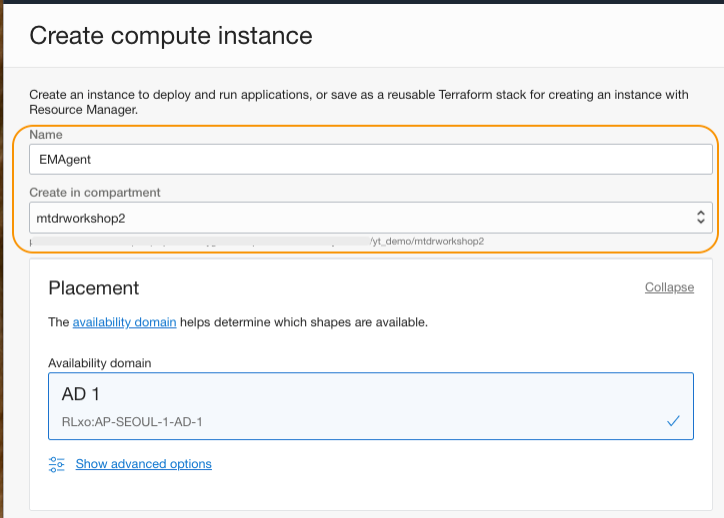 Create compute instance
Create an instance to deploy and run applications, or save as a reusable Terraform stack for creating an instance with
Resource Manager.
Name
EMAgent
Create in compartment
mtdrworkshop2
/yt_demo/mtdrworkshop2
Placement
Collapse
The availability domain helps determine which shapes are available.
Availability domain
AD 1
RLxo:AP-SEOUL-1-AD-1
Show advanced options